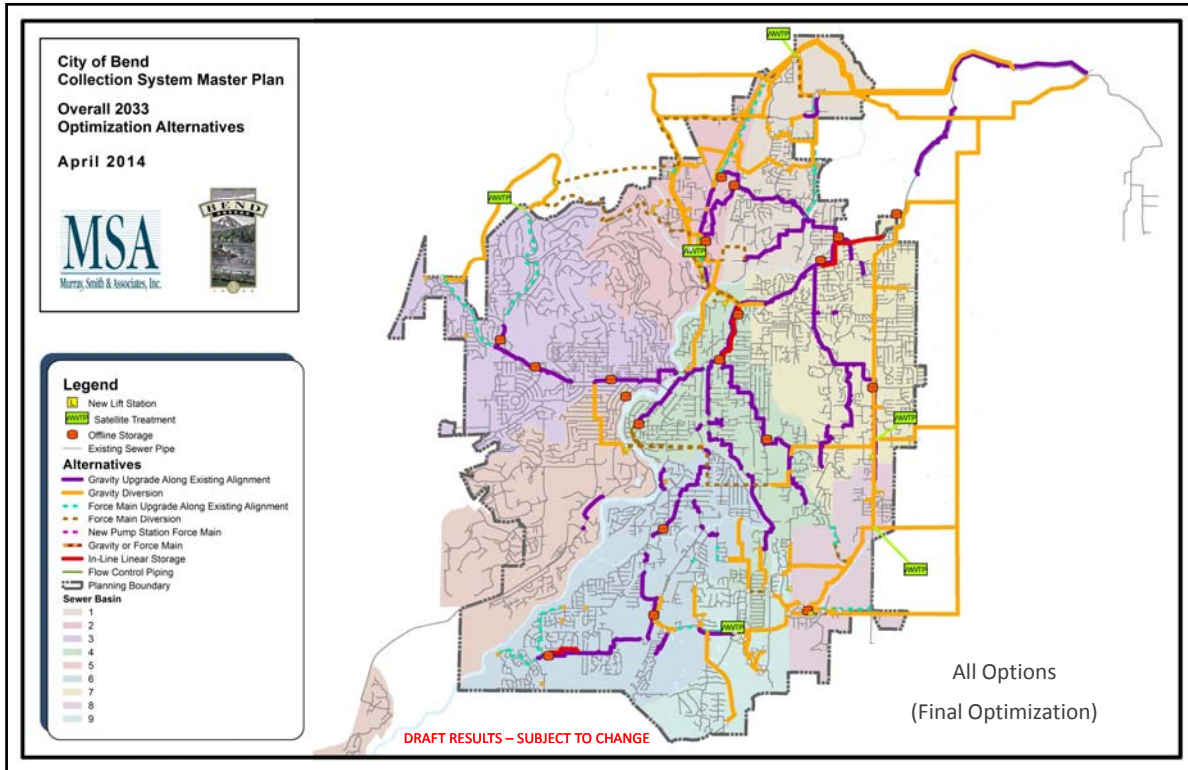 City of Bend
Collection System Master Plan
Overall 2033
Optimization Alternatives
April 2014
MSA
Murray, Smith & Associates, Inc.
BEND
Legend
L New Lift Station
WWTP Satellite Treatment
Offline Storage
Existing Sewer Pipe
Alternatives
Gravity Upgrade Along Existing Alignment
Gravity Diversion
Force Main Upgrade Along Existing Alignment
Force Main Diversion
New Pump Station Force Main
Gravity or Force Main
In-Line Linear Storage
Flow Control Piping
Planning Boundary
Sewer Basin
1
2
3
4
5
6
7
8
9
WWTP
WWTP
WWTP
WWTP
WWTP
WWTP
All Options
(Final Optimization)
DRAFT RESULTS – SUBJECT TO CHANGE